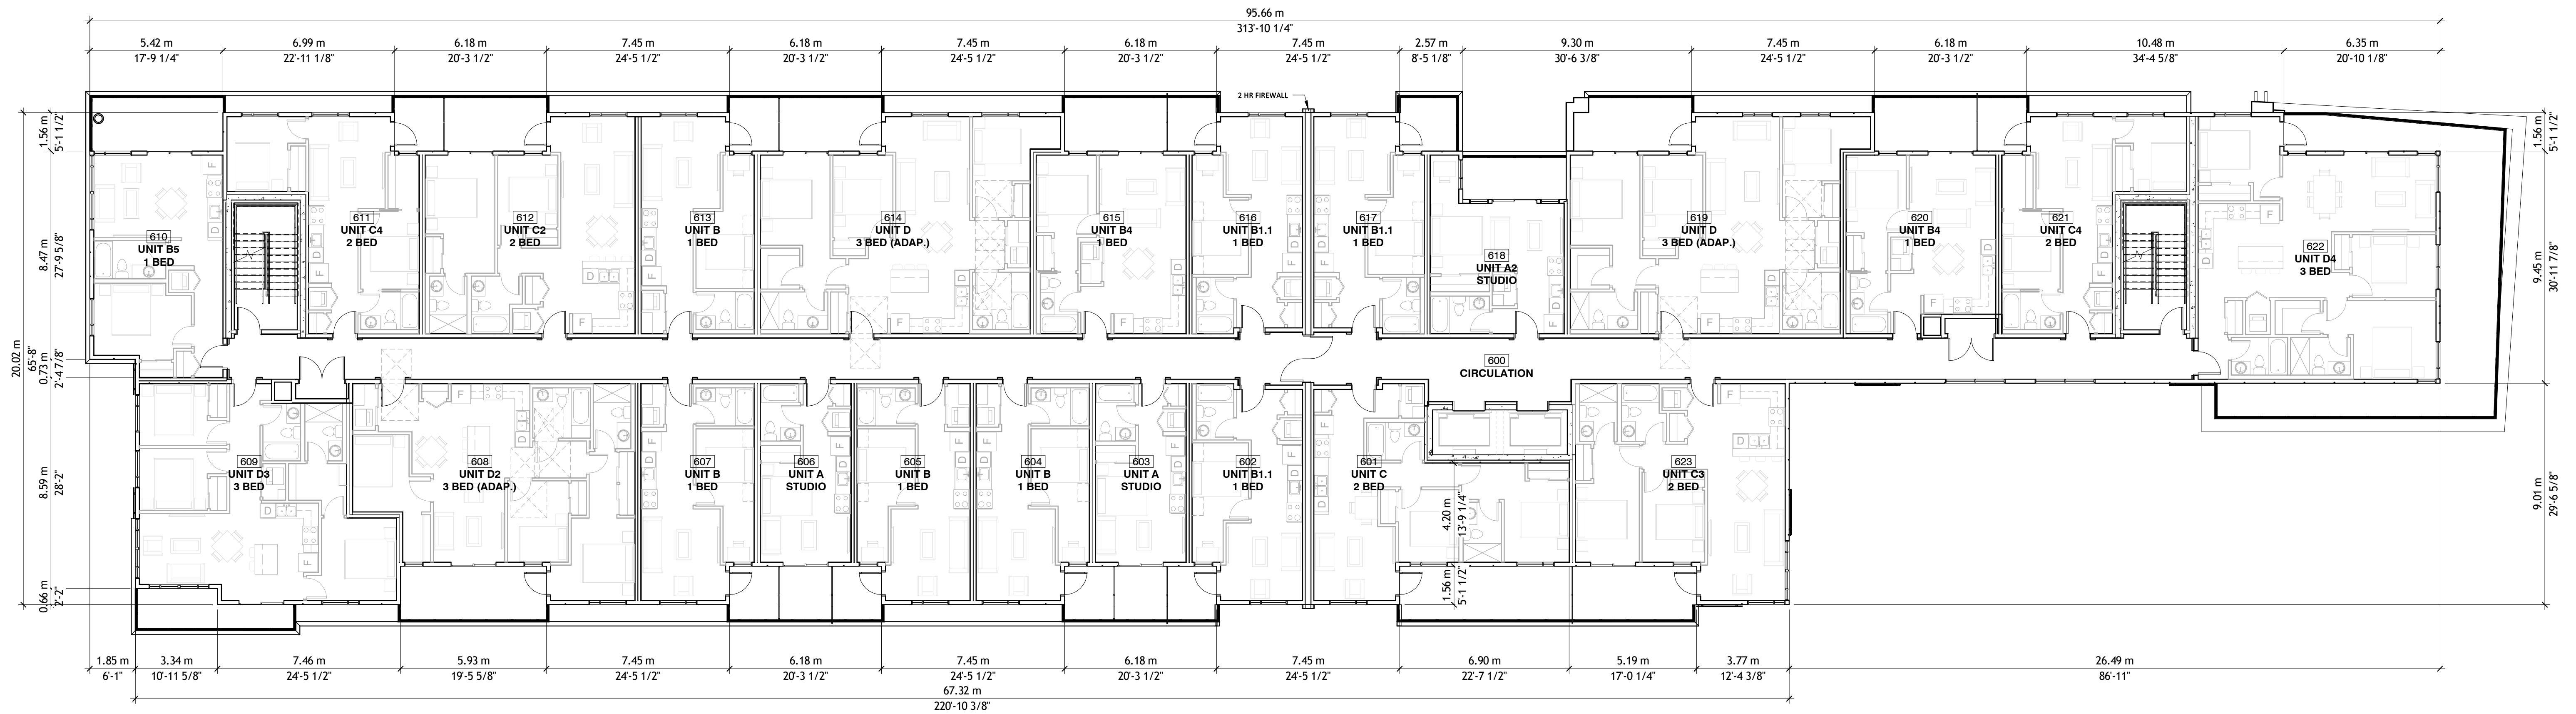 95.66 m
313'-10 1/4"
5.42 m
17'-9 1/4"
6.99 m
22'-11 1/8"
6.18 m
20'-3 1/2"
7.45 m
24'-5 1/2"
6.18 m
20'-3 1/2"
7.45 m
24'-5 1/2"
6.18 m
20'-3 1/2"
7.45 m
24'-5 1/2"
2.57 m
8'-5 1/8"
9.30 m
30'-6 3/8"
7.45 m
24'-5 1/2"
6.18 m
20'-3 1/2"
10.48 m
34'-4 5/8"
6.35 m
20'-10 1/8"
2 HR FIREWALL
20.02 m
65'-8"
1.56 m
5'-1 1/2"
8.47 m
27'-9 5/8"
0.73 m
2'-4 7/8"
8.59 m
28'-2"
0.66 m
2'-2"
610
UNIT B5
1 BED
611
UNIT C4
2 BED
612
UNIT C2
2 BED
613
UNIT B
1 BED
614
UNIT D
3 BED (ADAP.)
615
UNIT B4
1 BED
616
UNIT B1.1
1 BED
617
UNIT B1.1
1 BED
618
UNIT A2
STUDIO
619
UNIT D
3 BED (ADAP.)
620
UNIT B4
1 BED
621
UNIT C4
2 BED
622
UNIT D4
3 BED
600
CIRCULATION
609
UNIT D3
3 BED
608
UNIT D2
3 BED (ADAP.)
607
UNIT B
1 BED
606
UNIT A
STUDIO
605
UNIT B
1 BED
604
UNIT B
1 BED
603
UNIT A
STUDIO
602
UNIT B1.1
1 BED
601
UNIT C
2 BED
623
UNIT C3
2 BED
4.20 m
13'-9 1/4"
1.56 m
5'-1 1/2"
1.56 m
5'-1 1/2"
9.45 m
30'-11 7/8"
9.01 m
29'-6 5/8"
1.85 m
6'-1"
3.34 m
10'-11 5/8"
7.46 m
24'-5 1/2"
5.93 m
19'-5 5/8"
7.45 m
24'-5 1/2"
6.18 m
20'-3 1/2"
7.45 m
24'-5 1/2"
6.18 m
20'-3 1/2"
7.45 m
24'-5 1/2"
6.90 m
22'-7 1/2"
5.19 m
17'-0 1/4"
3.77 m
12'-4 3/8"
26.49 m
86'-11"
67.32 m
220'-10 3/8"